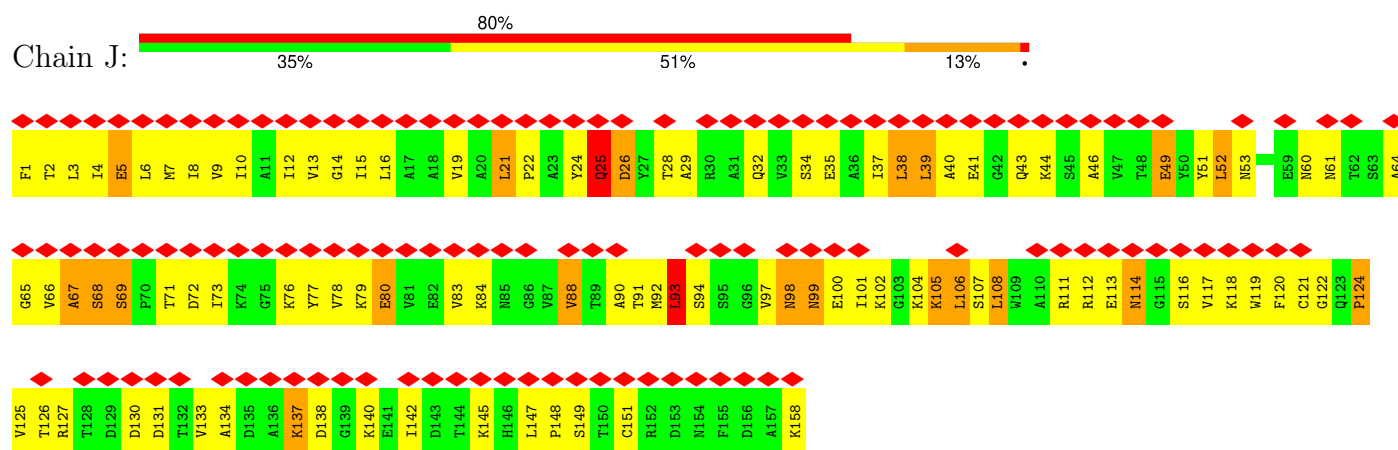 80%
Chain J:
35% 51% 13% •
F1 T2 L3 I4 E5 L6 M7 I8 V9 I10 A11 I12 V13 G14 I15 L16 A17 A18 V19 A20 L21 P22 A23 Y24 Q25 D26 Y27 T28 A29 R30 A31 Q32 V33 S34 E35 A36 I37 L38 L39 A40 E41 G42 Q43 K44 S45 A46 V47 T48 E49 Y50 Y51 L52 N53 E59 N60 N61 T62 S63 A64
G65 V66 A67 S68 S69 P70 T71 D72 I73 K74 G75 K76 Y77 V78 K79 E80 V81 E82 V83 K84 N85 G86 V87 V88 T89 A90 T91 M92 L93 S94 S95 G96 V97 N98 N99 E100 I101 K102 G103 K104 K105 L106 S107 L108 W109 A110 R111 R112 E113 N114 G115 S116 V117 K118 W119 F120 C121 G122 Q123 P124
V125 T126 R127 T128 D129 D130 D131 T132 V133 A134 D135 A136 K137 D138 G139 K140 E141 I142 D143 T144 K145 H146 L147 P148 S149 T150 C151 R152 D153 N154 F155 D156 A157 K158